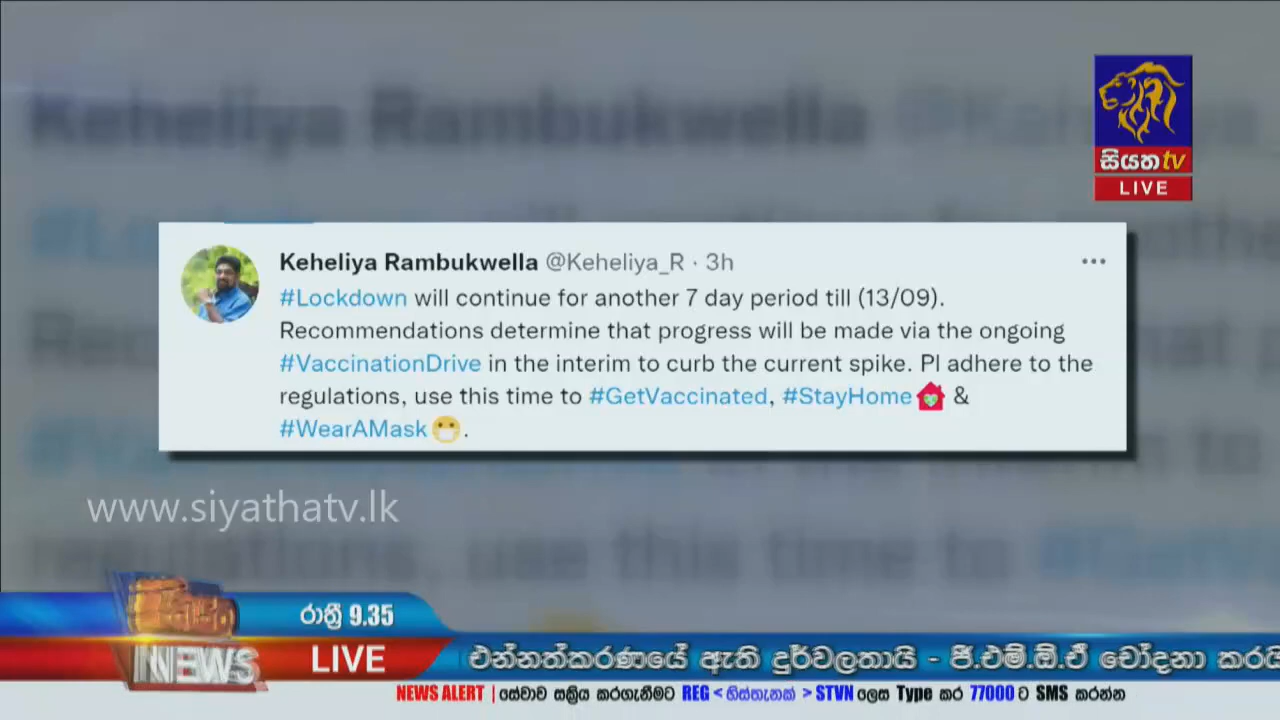 සියත tv
LIVE
Keheliya Rambukwella @Keheliya_R · 3h
#Lockdown will continue for another 7 day period till (13/09).
Recommendations determine that progress will be made via the ongoing
#VaccinationDrive in the interim to curb the current spike. Pl adhere to the
regulations, use this time to #GetVaccinated, #StayHome &
#WearAMask.
www.siyathatv.lk
රාත්‍රී 9.35
NEWS
LIVE
එන්නත්කරණයේ ඇති දුර්වලතායි - ජී.එම්.ඕ.ඒ චෝදනා
NEWS ALERT | සේවාව සක්‍රිය කරගැනීමට REG < හිස්තැනක් > STVN ලෙස Type කර 77000 ට SMS කරන්න